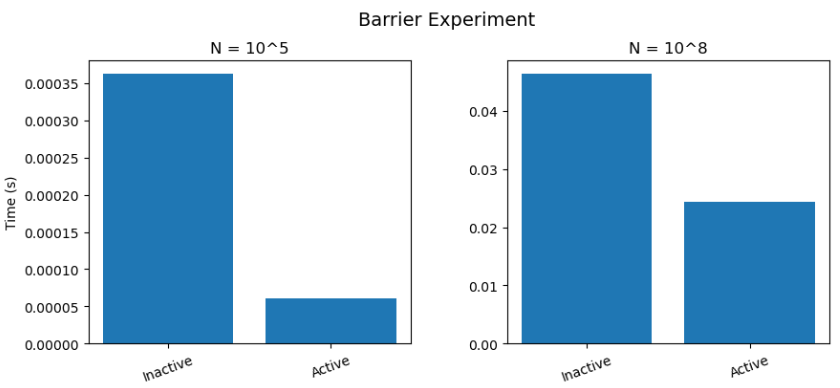 Barrier Experiment
N = 10^5
Time (s)
0.00035
0.00030
0.00025
0.00020
0.00015
0.00010
0.00005
0.00000
Inactive
Active
N = 10^8
0.04
0.03
0.02
0.01
0.00
Inactive
Active